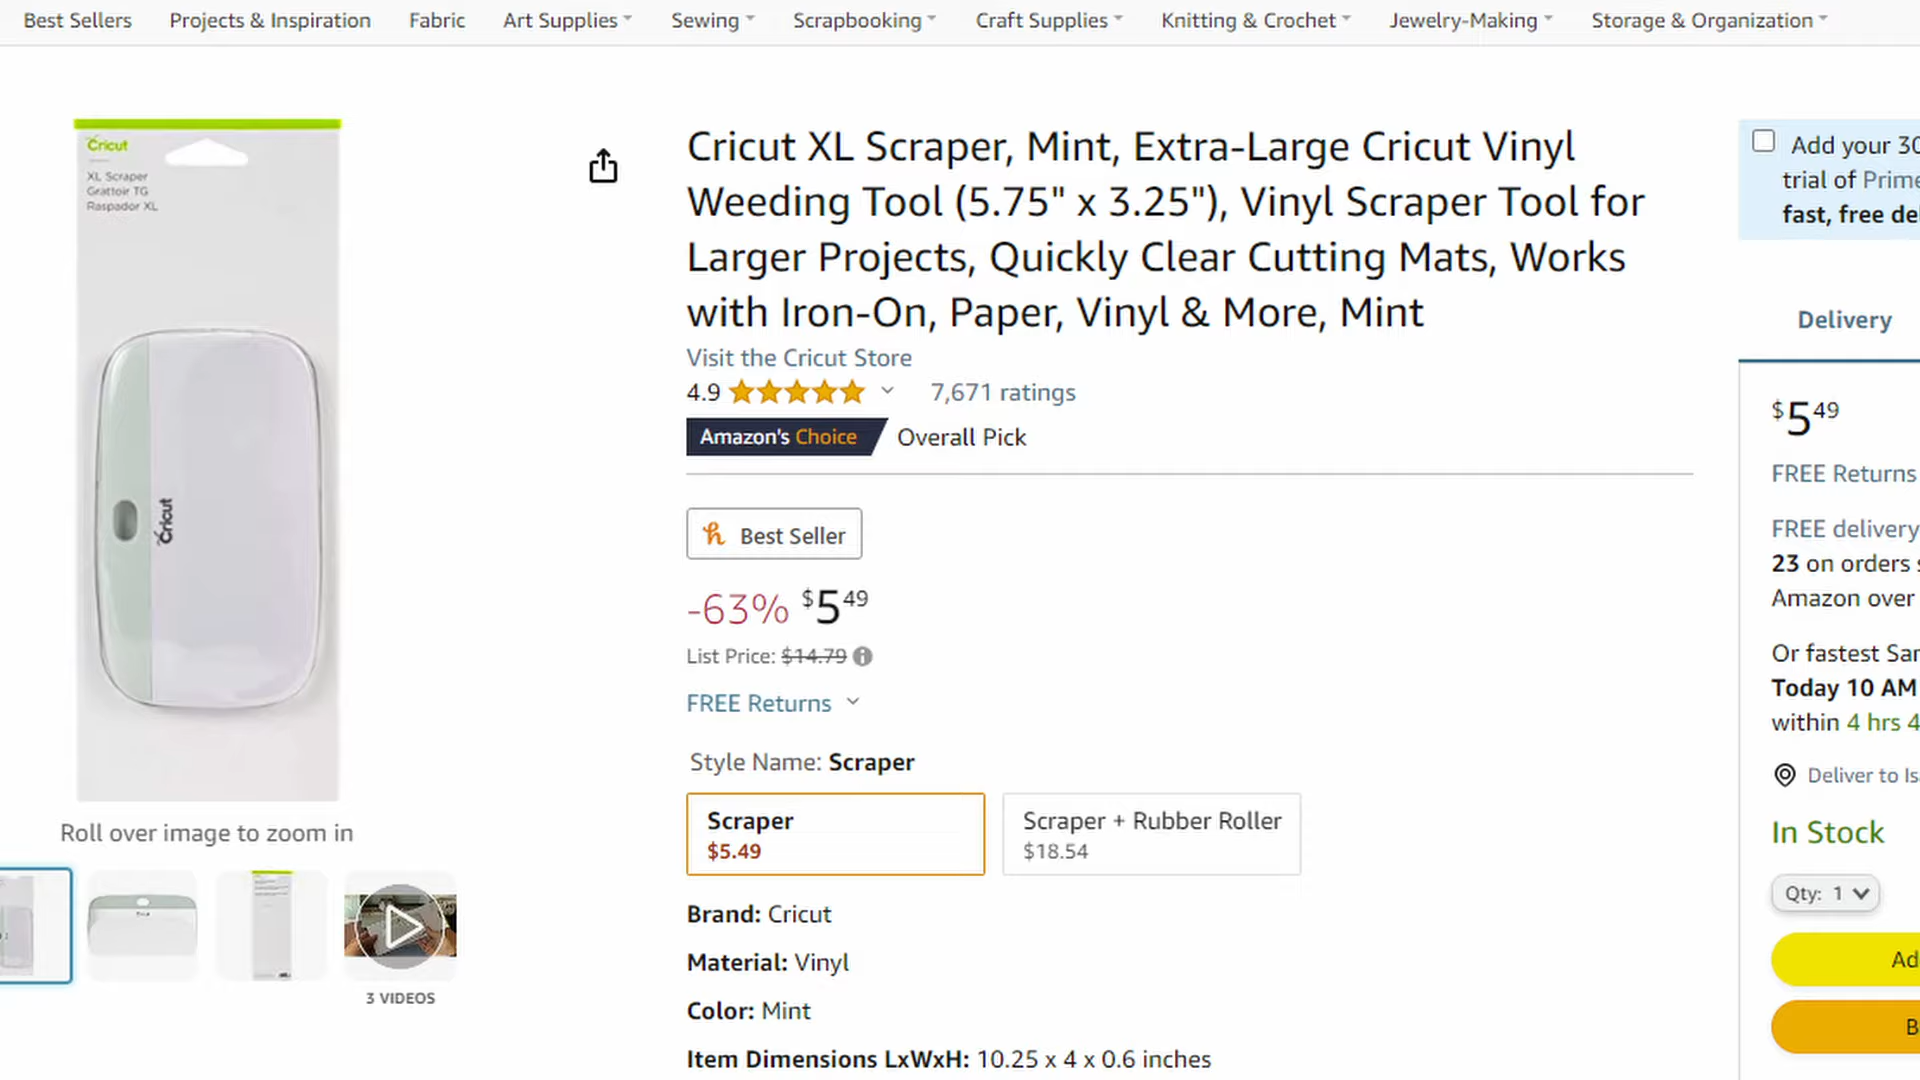 Best Sellers Projects & Inspiration Fabric Art Supplies Sewing Scrapbooking Craft Supplies Knitting & Crochet Jewelry-Making Storage & Organization
Cricut
XL Scraper
Grattoir TG
Raspador XL
Cricut
Roll over image to zoom in
3 VIDEOS
Cricut XL Scraper, Mint, Extra-Large Cricut Vinyl
Weeding Tool (5.75" x 3.25"), Vinyl Scraper Tool for
Larger Projects, Quickly Clear Cutting Mats, Works
with Iron-On, Paper, Vinyl & More, Mint
Visit the Cricut Store
4.9 7,671 ratings
Amazon's Choice Overall Pick
Best Seller
-63% $5 49
List Price: $14.79
FREE Returns
Style Name: Scraper
Scraper
$5.49
Scraper + Rubber Roller
$18.54
Brand: Cricut
Material: Vinyl
Color: Mint
Item Dimensions LxWxH: 10.25 x 4 x 0.6 inches
Add your 30
trial of Prime
fast, free de
Delivery
$5 49
FREE Returns
FREE delivery
23 on orders s
Amazon over
Or fastest Sam
Today 10 AM
within 4 hrs 4
Deliver to Is
In Stock
Qty: 1
Ad
B